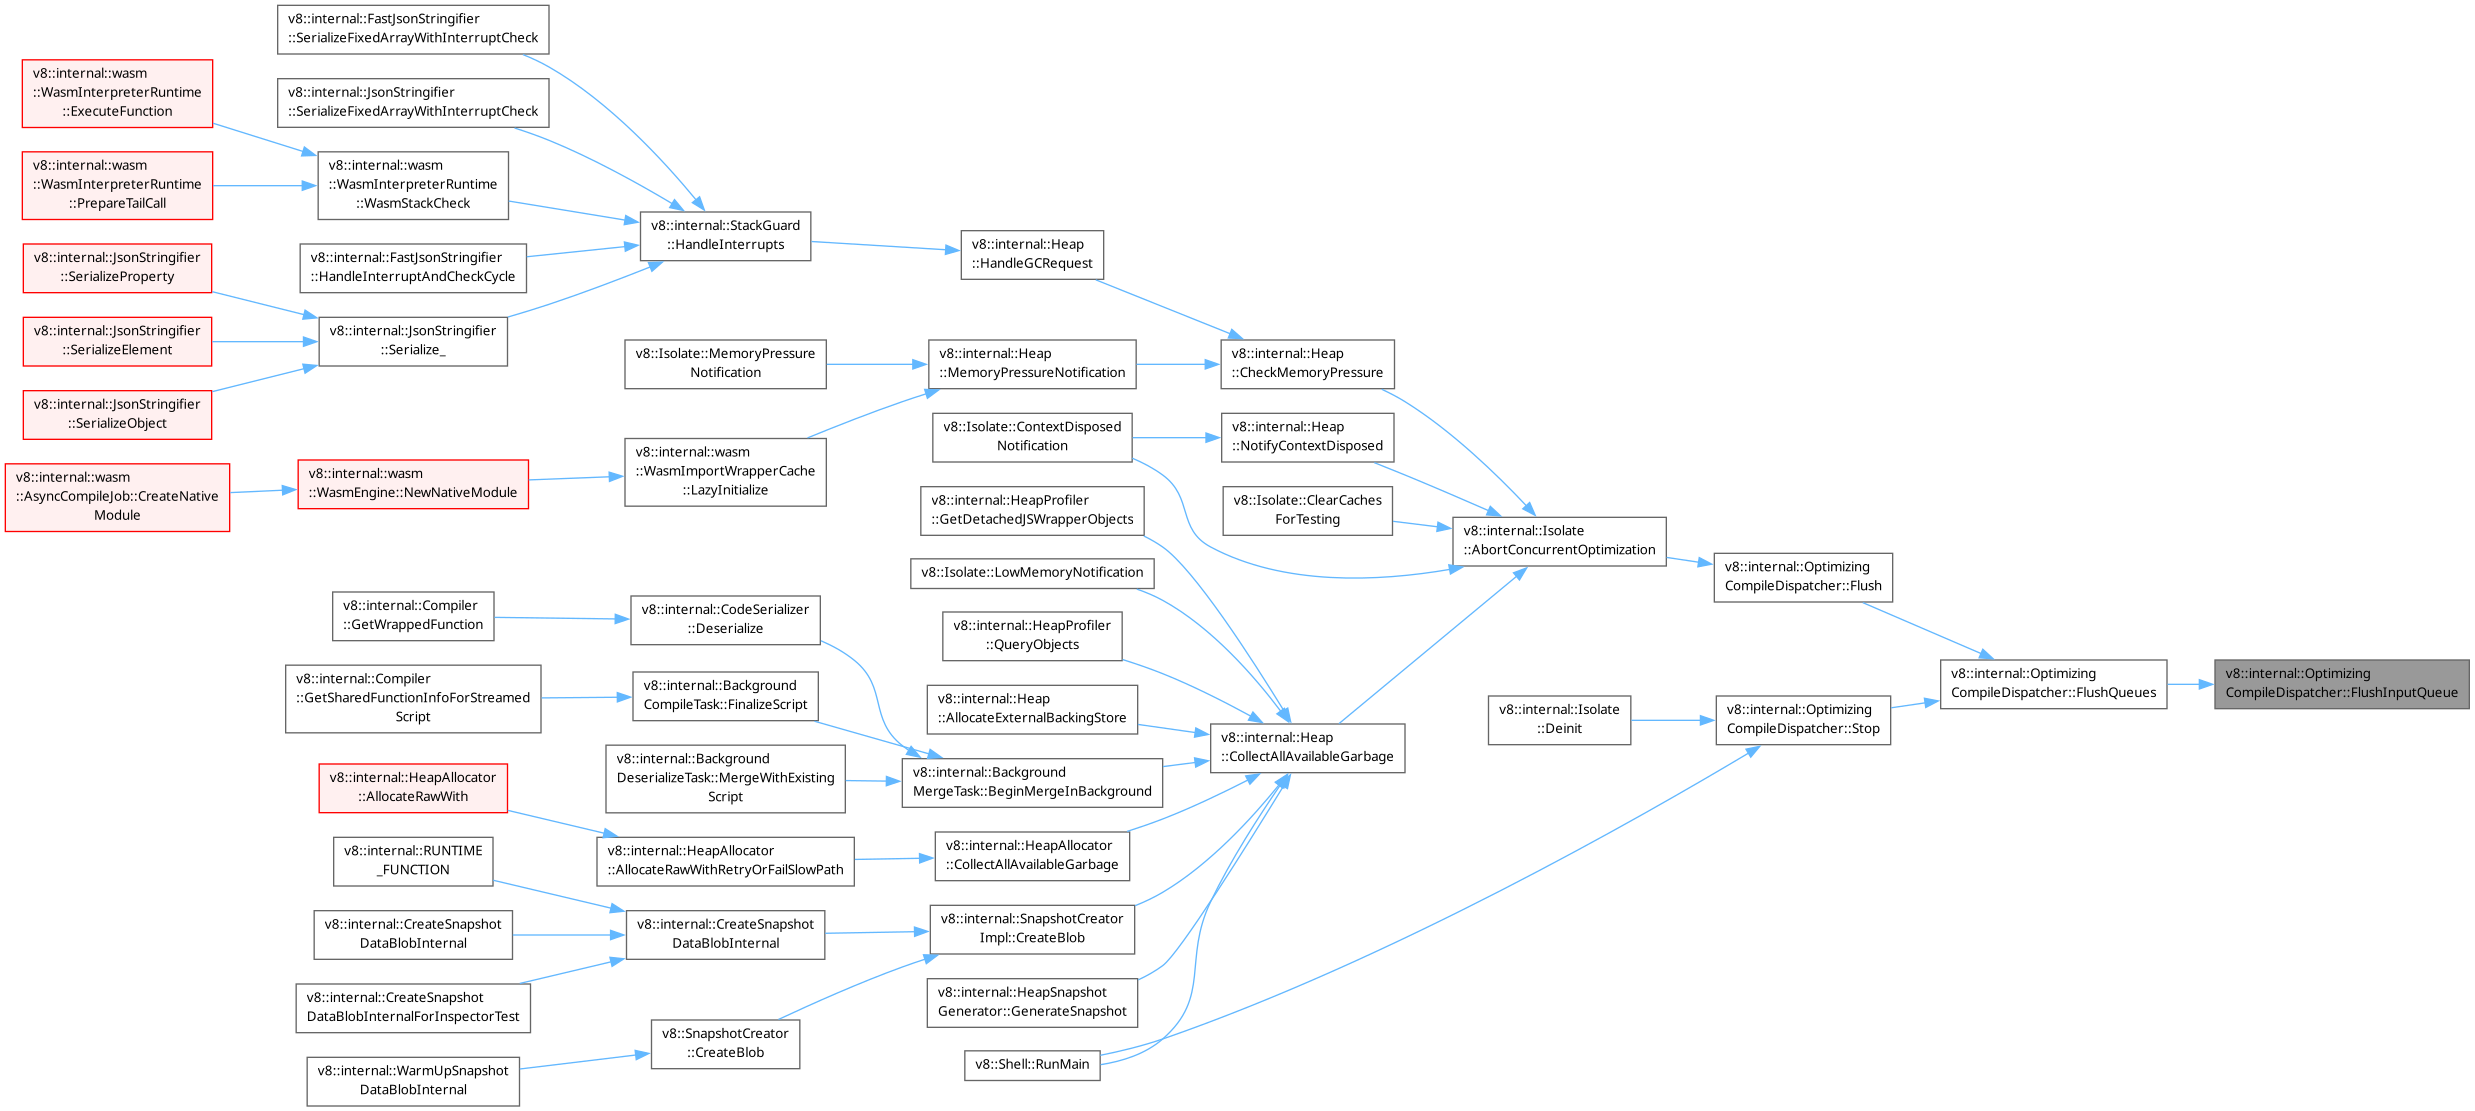 v8::internal::FastJsonStringifier
::SerializeFixedArrayWithInterruptCheck
v8::internal::wasm
::WasmInterpreterRuntime
::ExecuteFunction
v8::internal::JsonStringifier
::SerializeFixedArrayWithInterruptCheck
v8::internal::wasm
::WasmInterpreterRuntime
::PrepareTailCall
v8::internal::wasm
::WasmInterpreterRuntime
::WasmStackCheck
v8::internal::StackGuard
::HandleInterrupts
v8::internal::Heap
::HandleGCRequest
v8::internal::JsonStringifier
::SerializeProperty
v8::internal::FastJsonStringifier
::HandleInterruptAndCheckCycle
v8::internal::JsonStringifier
::SerializeElement
v8::internal::JsonStringifier
::Serialize_
v8::Isolate::MemoryPressure
Notification
v8::internal::Heap
::MemoryPressureNotification
v8::internal::Heap
::CheckMemoryPressure
v8::internal::JsonStringifier
::SerializeObject
v8::Isolate::ContextDisposed
Notification
v8::internal::Heap
::NotifyContextDisposed
v8::internal::wasm
::AsyncCompileJob::CreateNative
Module
v8::internal::wasm
::WasmEngine::NewNativeModule
v8::internal::wasm
::WasmImportWrapperCache
::LazyInitialize
v8::internal::HeapProfiler
::GetDetachedJSWrapperObjects
v8::Isolate::ClearCaches
ForTesting
v8::internal::Isolate
::AbortConcurrentOptimization
v8::Isolate::LowMemoryNotification
v8::internal::Optimizing
CompileDispatcher::Flush
v8::internal::Compiler
::GetWrappedFunction
v8::internal::CodeSerializer
::Deserialize
v8::internal::HeapProfiler
::QueryObjects
v8::internal::Compiler
::GetSharedFunctionInfoForStreamed
Script
v8::internal::Background
CompileTask::FinalizeScript
v8::internal::Heap
::AllocateExternalBackingStore
v8::internal::Isolate
::Deinit
v8::internal::Optimizing
CompileDispatcher::Stop
v8::internal::Optimizing
CompileDispatcher::FlushQueues
v8::internal::Optimizing
CompileDispatcher::FlushInputQueue
v8::internal::Heap
::CollectAllAvailableGarbage
v8::internal::Background
DeserializeTask::MergeWithExisting
Script
v8::internal::Background
MergeTask::BeginMergeInBackground
v8::internal::HeapAllocator
::AllocateRawWith
v8::internal::HeapAllocator
::AllocateRawWithRetryOrFailSlowPath
v8::internal::HeapAllocator
::CollectAllAvailableGarbage
v8::internal::RUNTIME
_FUNCTION
v8::internal::CreateSnapshot
DataBlobInternal
v8::internal::CreateSnapshot
DataBlobInternal
v8::internal::SnapshotCreator
Impl::CreateBlob
v8::internal::CreateSnapshot
DataBlobInternalForInspectorTest
v8::internal::HeapSnapshot
Generator::GenerateSnapshot
v8::SnapshotCreator
::CreateBlob
v8::Shell::RunMain
v8::internal::WarmUpSnapshot
DataBlobInternal